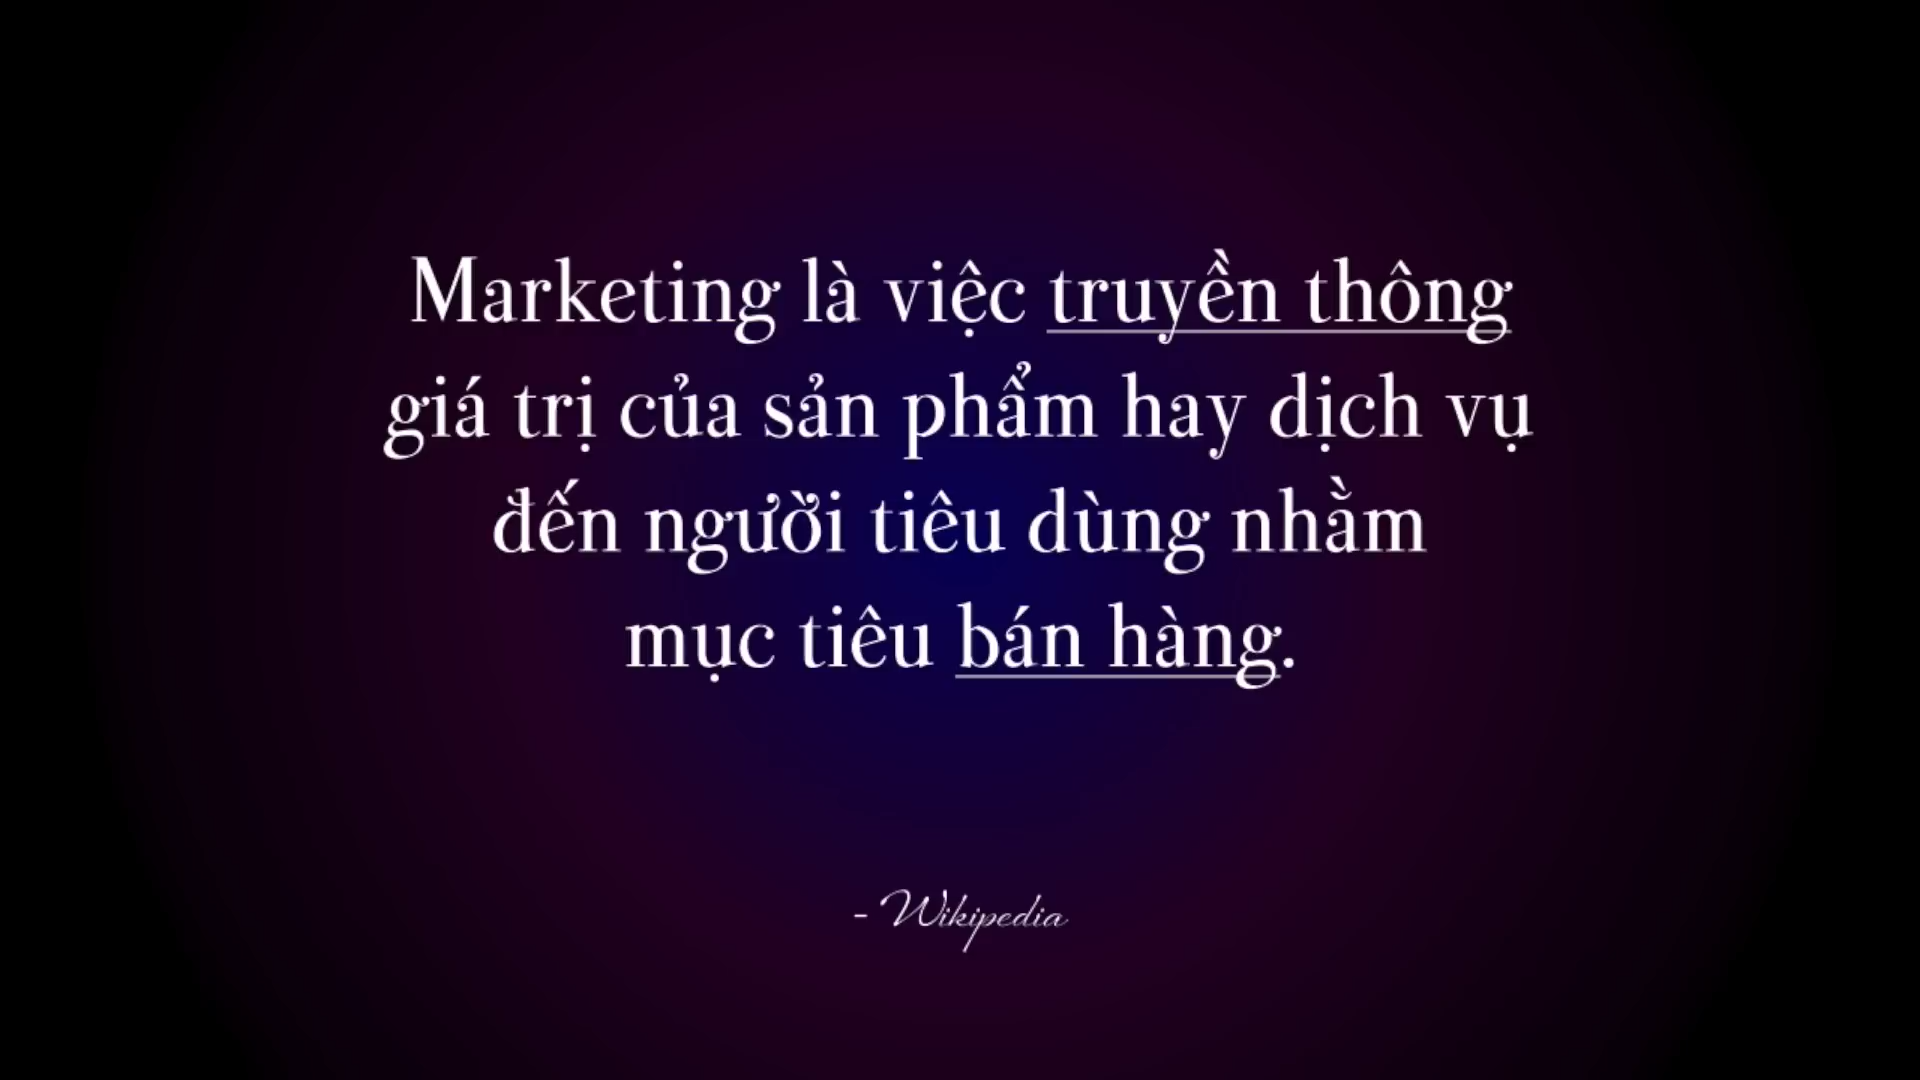 Marketing là việc truyền thông
giá trị của sản phẩm hay dịch vụ
đến người tiêu dùng nhằm
mục tiêu bán hàng.
- Wikipedia